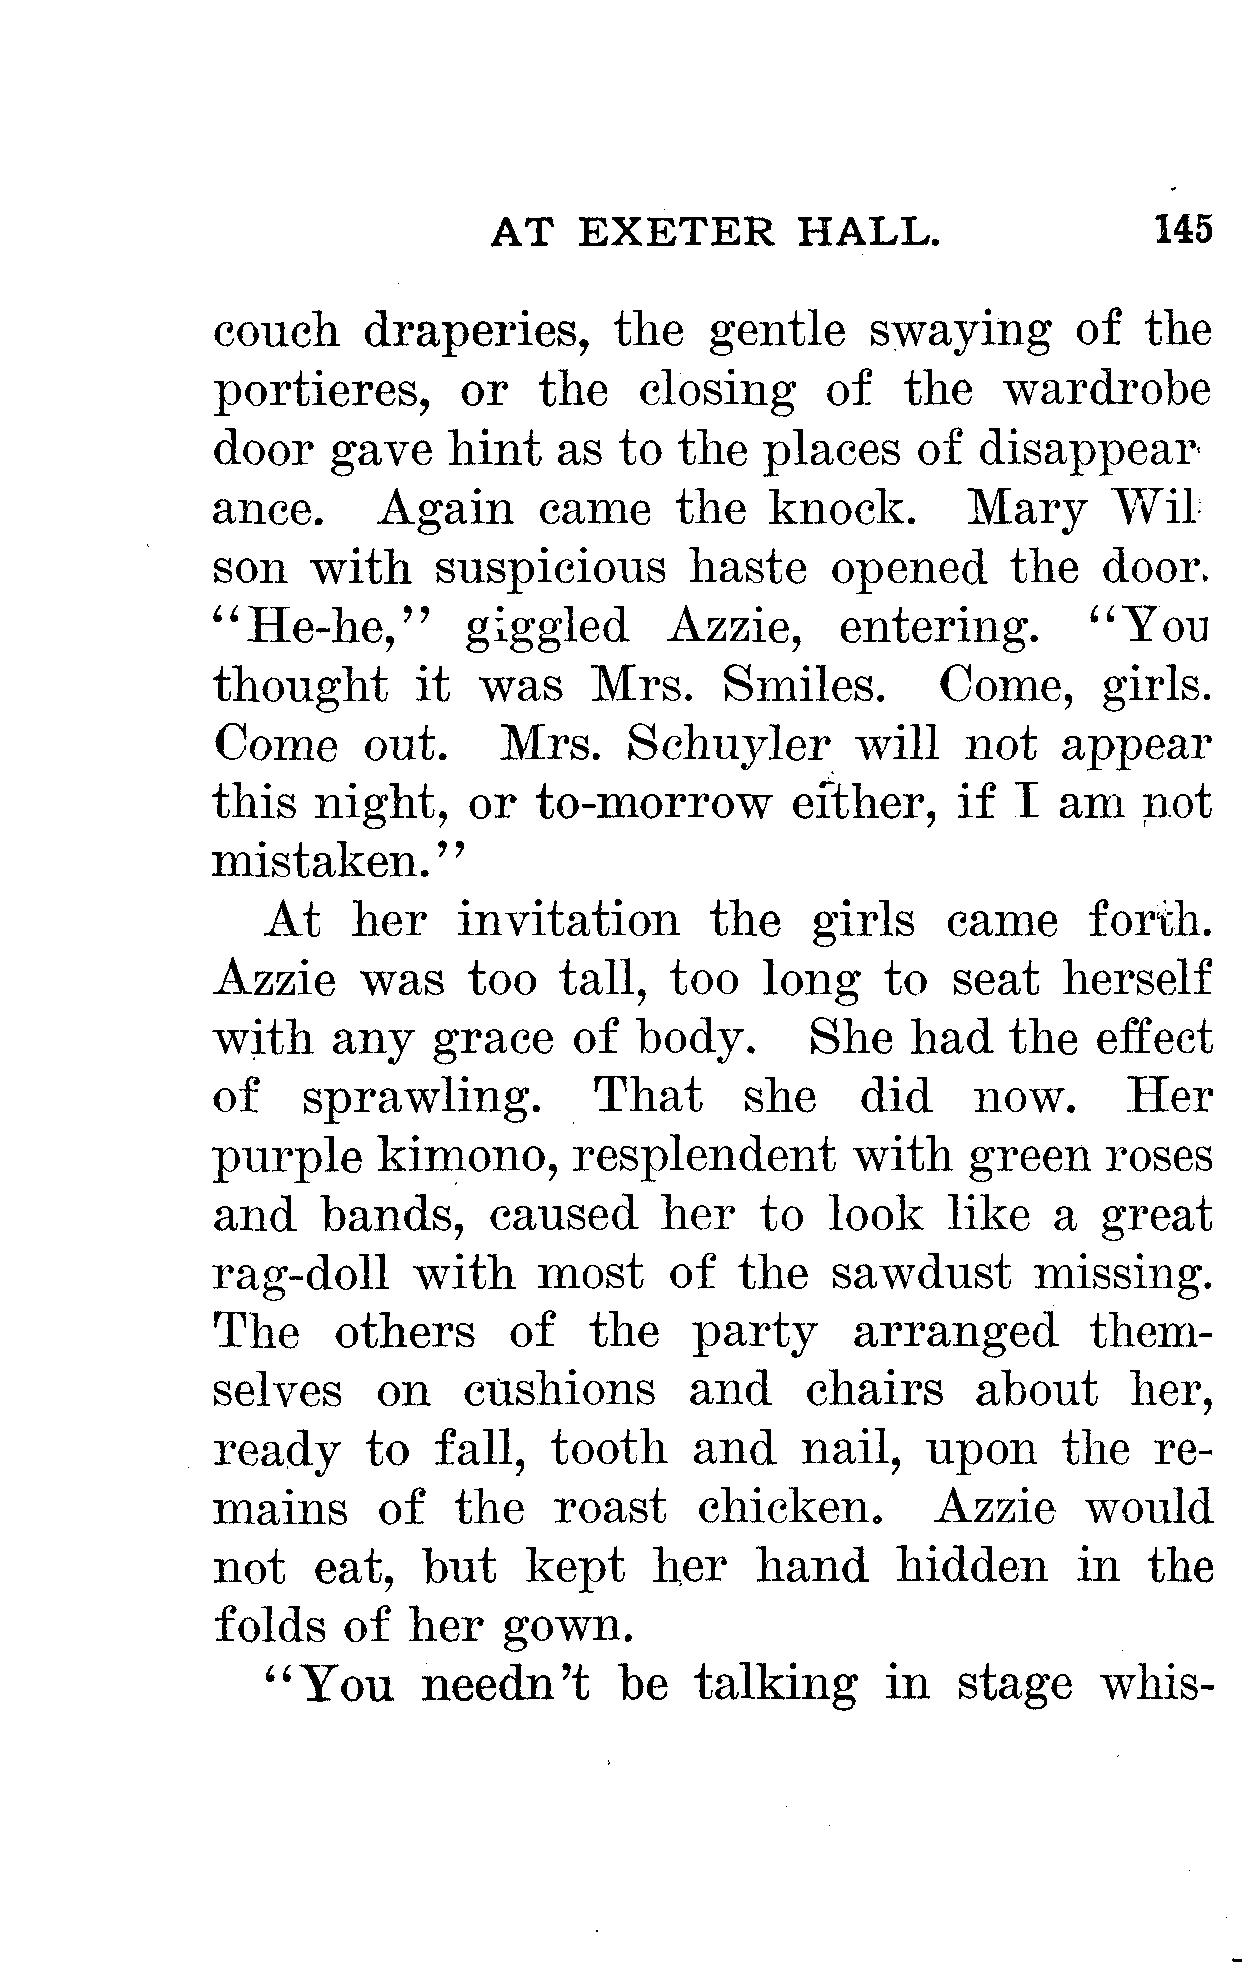 AT EXETER HALL. 145
couch draperies, the gentle swaying of the
portieres, or the closing of the wardrobe
door gave hint as to the places of disappear-
ance. Again came the knock. Mary Wil-
son with suspicious haste opened the door.
“He-he,” giggled Azzie, entering. “You
thought it was Mrs. Smiles. Come, girls.
Come out. Mrs. Schuyler will not appear
this night, or to-morrow either, if I am not
mistaken.”
At her invitation the girls came forth.
Azzie was too tall, too long to seat herself
with any grace of body. She had the effect
of sprawling. That she did now. Her
purple kimono, resplendent with green roses
and bands, caused her to look like a great
rag-doll with most of the sawdust missing.
The others of the party arranged them-
selves on cushions and chairs about her,
ready to fall, tooth and nail, upon the re-
mains of the roast chicken. Azzie would
not eat, but kept her hand hidden in the
folds of her gown.
“You needn’t be talking in stage whis-